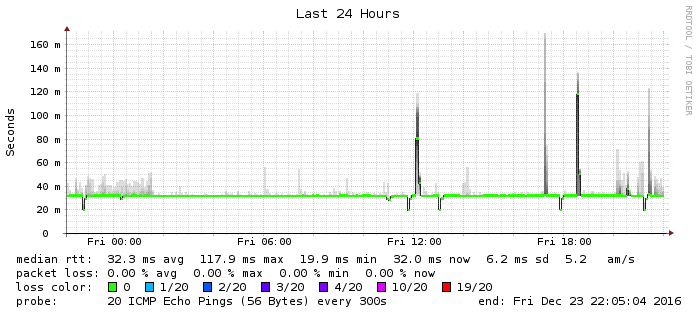 Last 24 Hours
RRDTOOL / TOBI OETIKER
Seconds
160 m
140 m
120 m
100 m
80 m
60 m
40 m
20 m
0
Fri 00:00 Fri 06:00 Fri 12:00 Fri 18:00
median rtt: 32.3 ms avg 117.9 ms max 19.9 ms min 32.0 ms now 6.2 ms sd 5.2 am/s
packet loss: 0.00 % avg 0.00 % max 0.00 % min 0.00 % now
loss color: 0 1/20 2/20 3/20 4/20 10/20 19/20
probe: 20 ICMP Echo Pings (56 Bytes) every 300s end: Fri Dec 23 22:05:04 2016